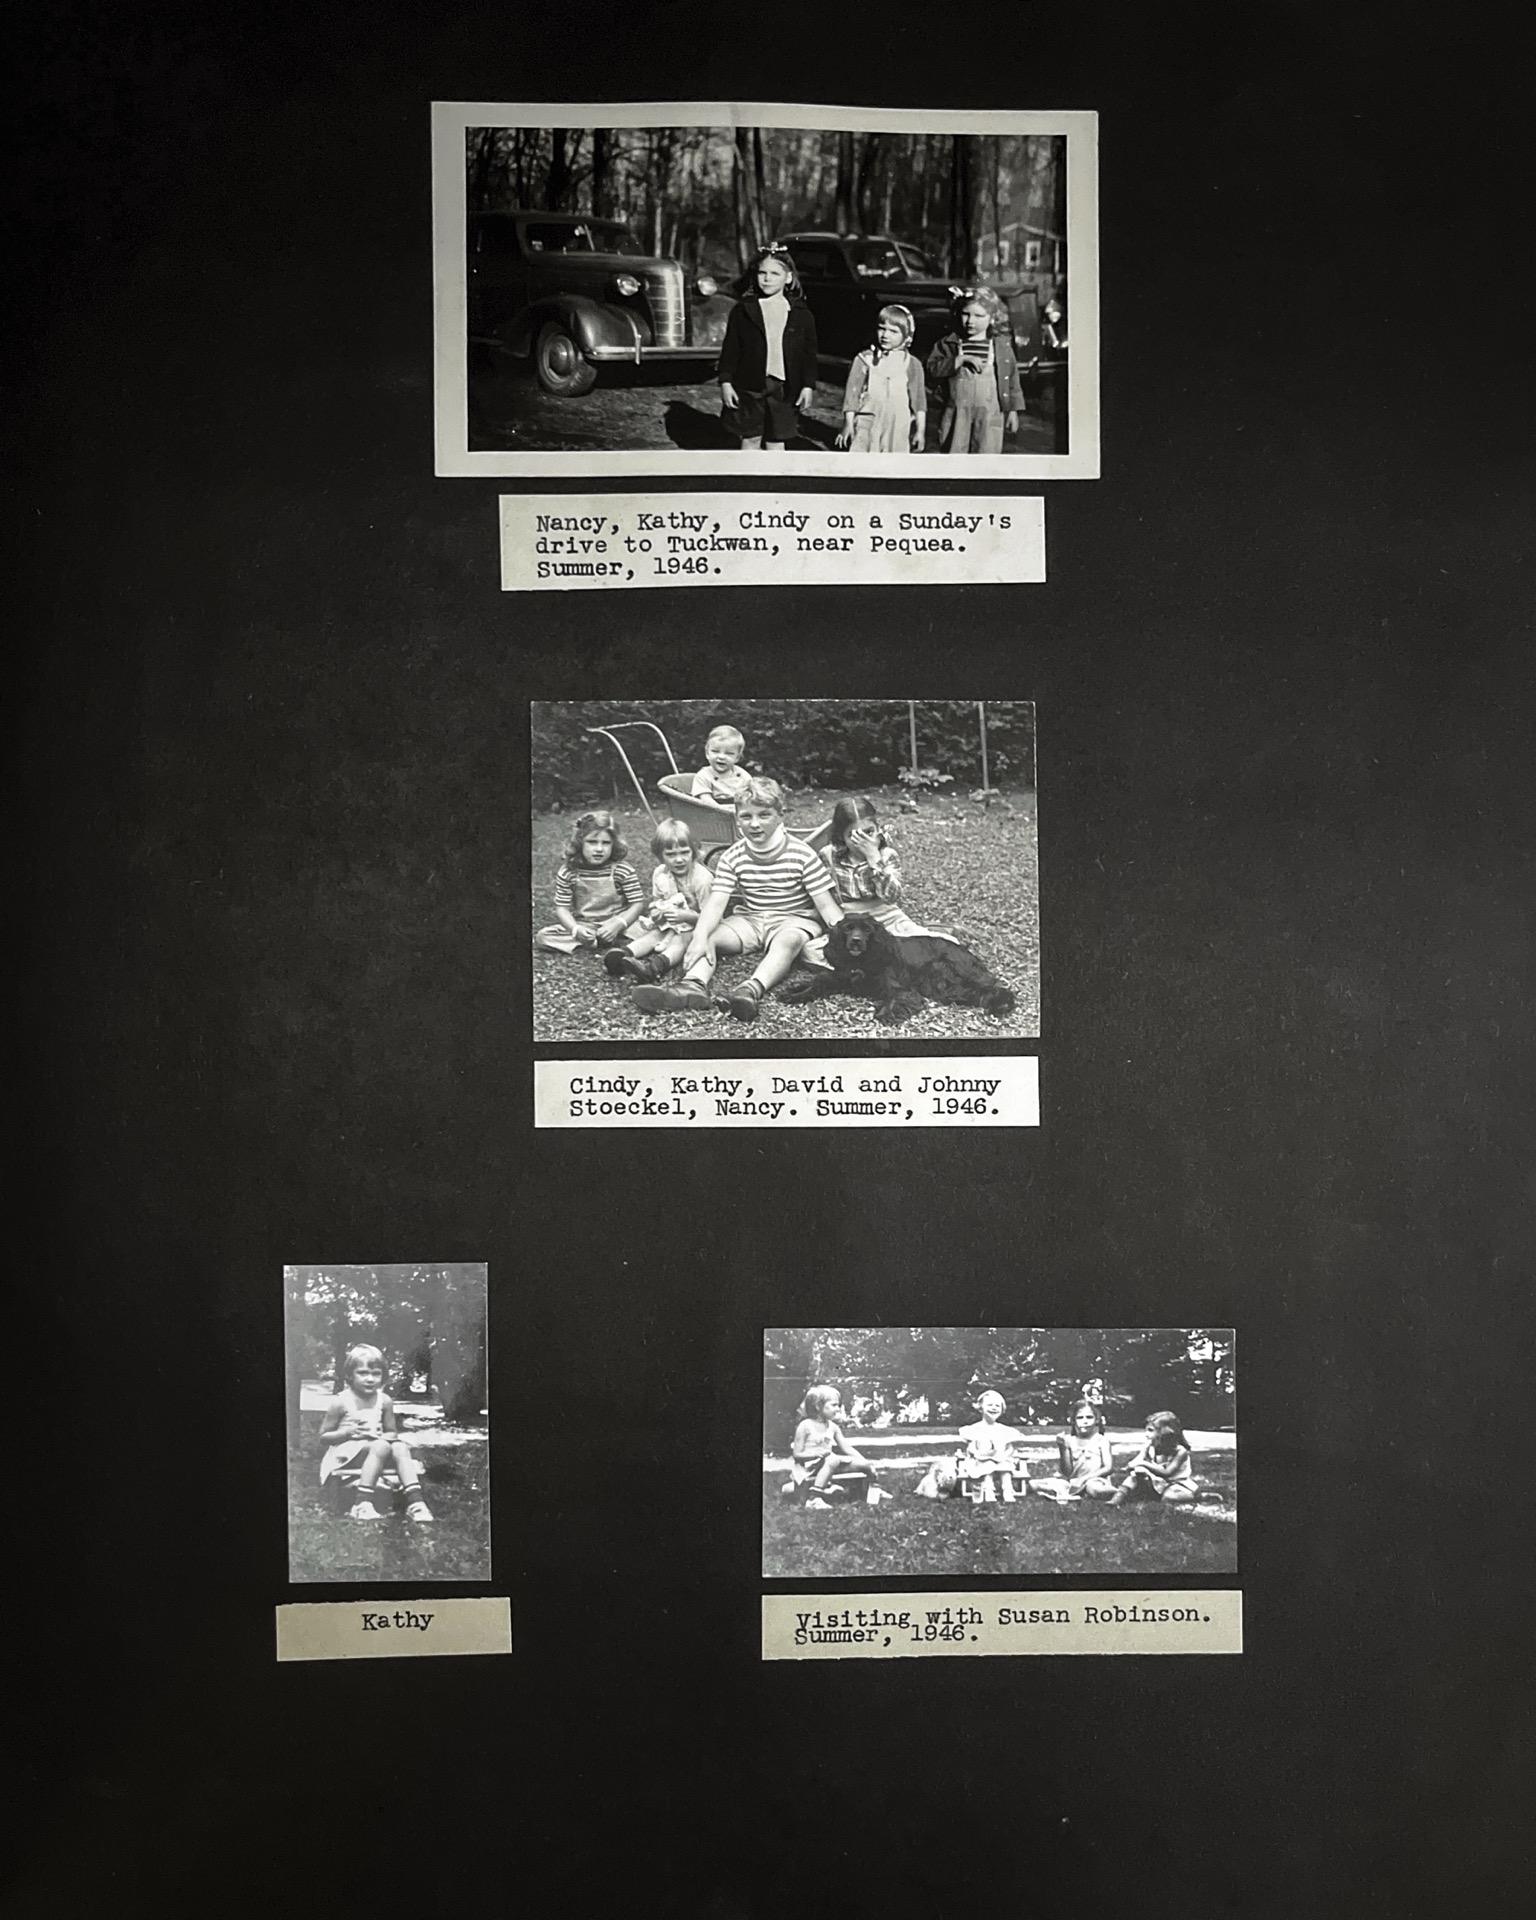 Nancy, Kathy, Cindy on a Sunday's
drive to Tuckwan, near Pequea.
Summer, 1946.
Cindy, Kathy, David and Johnny
Stoeckel, Nancy. Summer, 1946.
Kathy
Visiting with Susan Robinson.
Summer, 1946.